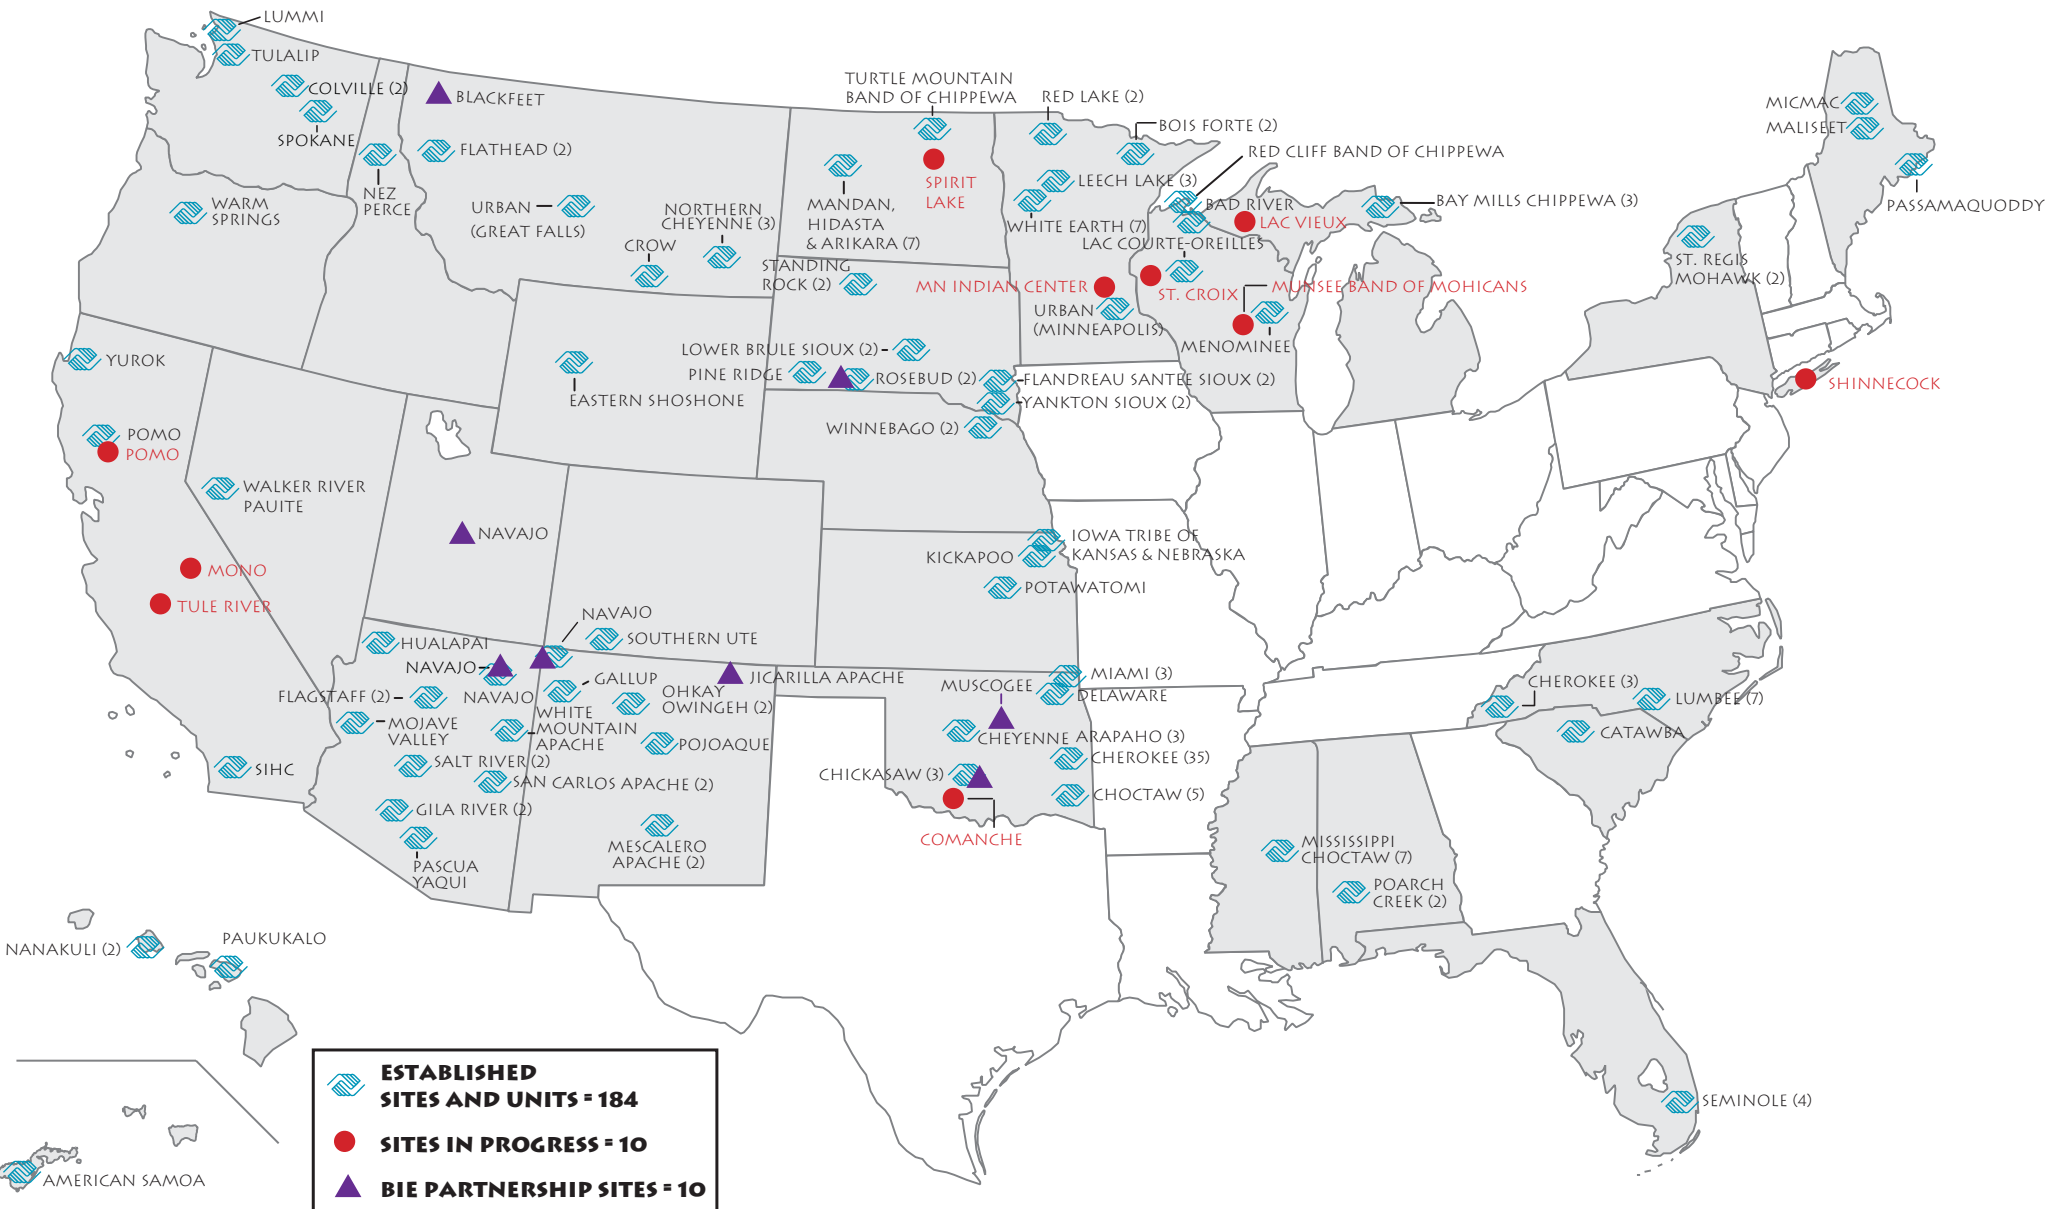 LUMMI
TULALIP
COLVILLE (2)
SPOKANE
BLACKFEET
FLATHEAD (2)
NEZ
PERCE
WARM
SPRINGS
URBAN
(GREAT FALLS)
CROW
NORTHERN
CHEYENNE (3)
TURTLE MOUNTAIN
BAND OF CHIPPEWA
SPIRIT
LAKE
MANDAN,
HIDASTA
& ARIKARA (7)
STANDING
ROCK (2)
RED LAKE (2)
BOIS FORTE (2)
RED CLIFF BAND OF CHIPPEWA
LEECH LAKE (3)
BAD RIVER
WHITE EARTH (7)
LAC VIEUX
BAY MILLS CHIPPEWA (3)
LAC COURTE-OREILLES
MN INDIAN CENTER
ST. CROIX
MUNSEE BAND OF MOHICANS
URBAN
(MINNEAPOLIS)
MENOMINEE
MICMAC
MALISEET
PASSAMAQUODDY
ST. REGIS
MOHAWK (2)
SHINNECOCK
YUROK
POMO
POMO
WALKER RIVER
PAUITE
MONO
TULE RIVER
SIHC
EASTERN SHOSHONE
LOWER BRULE SIOUX (2)
PINE RIDGE
ROSEBUD (2)
FLANDREAU SANTEE SIOUX (2)
YANKTON SIOUX (2)
WINNEBAGO (2)
NAVAJO
IOWA TRIBE OF
KANSAS & NEBRASKA
KICKAPOO
POTAWATOMI
NAVAJO
SOUTHERN UTE
HUALAPAI
NAVAJO
NAVAJO
FLAGSTAFF (2)
GALLUP
JICARILLA APACHE
OHKAY
OWINGEH (2)
MOJAVE
VALLEY
WHITE
MOUNTAIN
APACHE
POJOAQUE
SALT RIVER (2)
SAN CARLOS APACHE (2)
GILA RIVER (2)
PASCUA
YAQUI
MESCALERO
APACHE (2)
MIAMI (3)
DELAWARE
MUSCOGEE
CHEYENNE ARAPAHO (3)
CHEROKEE (35)
CHICKASAW (3)
CHOCTAW (5)
COMANCHE
CHEROKEE (3)
LUMBEE (7)
CATAWBA
MISSISSIPPI
CHOCTAW (7)
POARCH
CREEK (2)
SEMINOLE (4)
NANAKULI (2)
PAUKUKALO
AMERICAN SAMOA
ESTABLISHED
SITES AND UNITS = 184
SITES IN PROGRESS = 10
BIE PARTNERSHIP SITES = 10